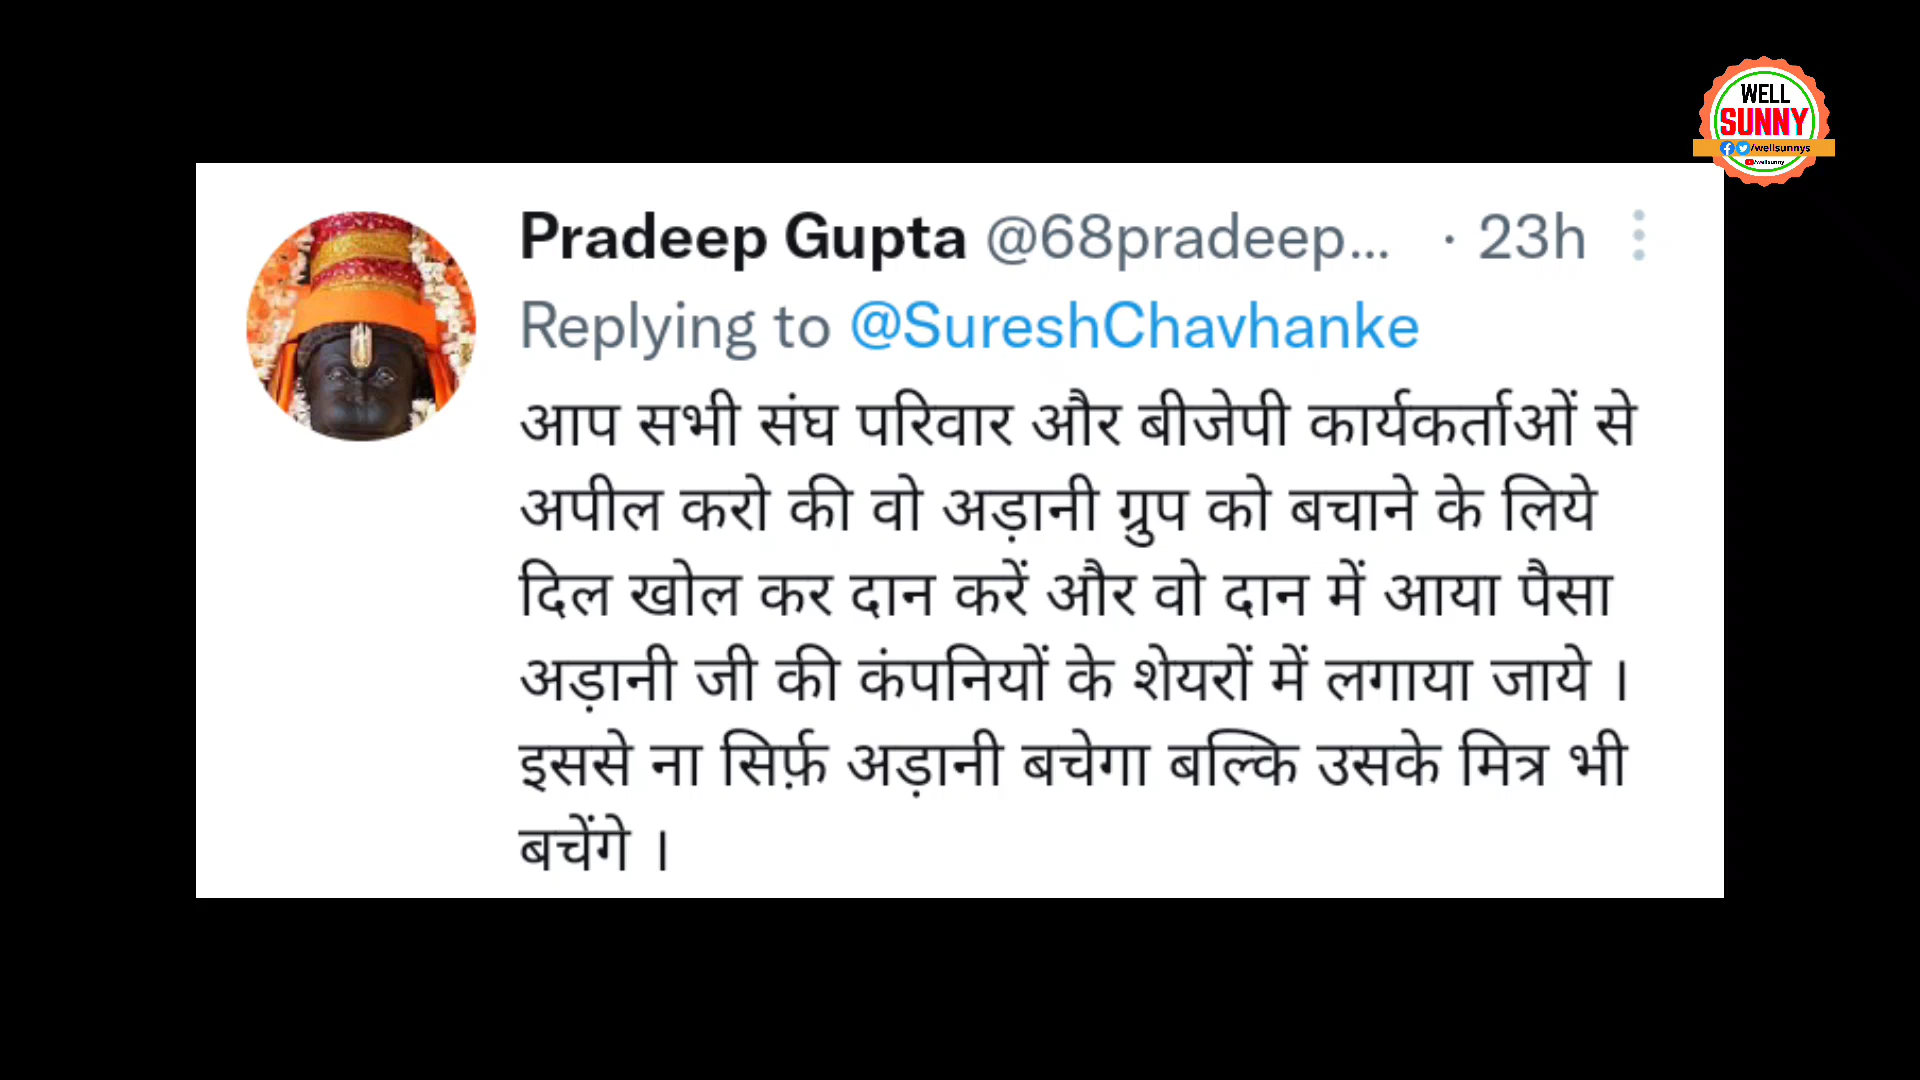 WELL
SUNNY
/wellsunnys
/wellsunny
Pradeep Gupta @68pradeep... · 23h
Replying to @SureshChavhanke
आप सभी संघ परिवार और बीजेपी कार्यकर्ताओं से
अपील करो की वो अड़ानी ग्रुप को बचाने के लिये
दिल खोल कर दान करें और वो दान में आया पैसा
अड़ानी जी की कंपनियों के शेयरों में लगाया जाये ।
इससे ना सिर्फ़ अड़ानी बचेगा बल्कि उसके मित्र भी
बचेंगे ।